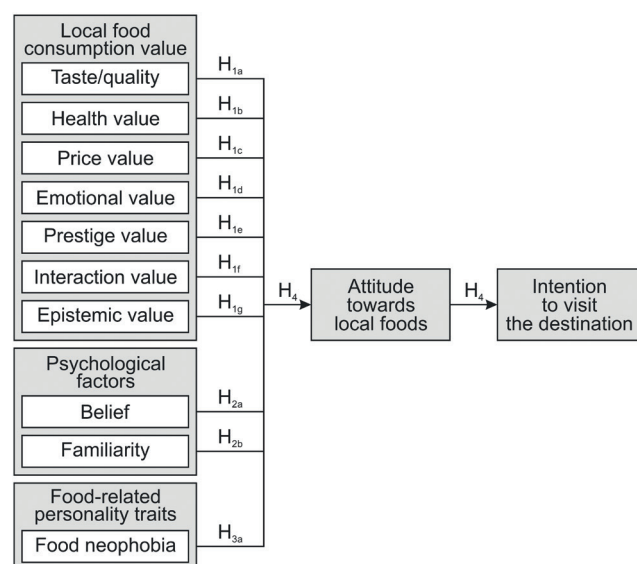 Local food
consumption value
Taste/quality
H1a
Health value
H1b
Price value
H1c
Emotional value
H1d
Prestige value
H1e
Interaction value
H1f
Epistemic value
H1g
H4
Attitude
towards
local foods
H4
Intention
to visit
the destination
Psychological
factors
Belief
H2a
Familiarity
H2b
Food-related
personality traits
Food neophobia
H3a